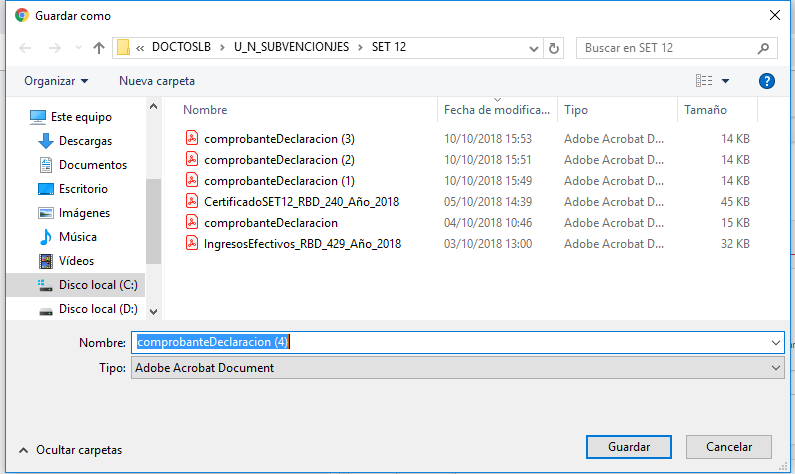 Guardar como
« DOCTOSLB > U_N_SUBVENCIONJES > SET 12
Buscar en SET 12
Organizar
Nueva carpeta
?
Este equipo
Descargas
Documentos
Escritorio
Imágenes
Música
Vídeos
Disco local (C:)
Disco local (D:)
Nombre Fecha de modifica... Tipo Tamaño
comprobanteDeclaracion (3) 10/10/2018 15:53 Adobe Acrobat D... 14 KB
comprobanteDeclaracion (2) 10/10/2018 15:51 Adobe Acrobat D... 14 KB
comprobanteDeclaracion (1) 10/10/2018 15:49 Adobe Acrobat D... 14 KB
CertificadoSET12_RBD_240_Año_2018 05/10/2018 14:39 Adobe Acrobat D... 45 KB
comprobanteDeclaracion 04/10/2018 10:46 Adobe Acrobat D... 15 KB
IngresosEfectivos_RBD_429_Año_2018 03/10/2018 13:00 Adobe Acrobat D... 32 KB
Nombre: comprobanteDeclaracion (4)
Tipo: Adobe Acrobat Document
Ocultar carpetas
Guardar
Cancelar